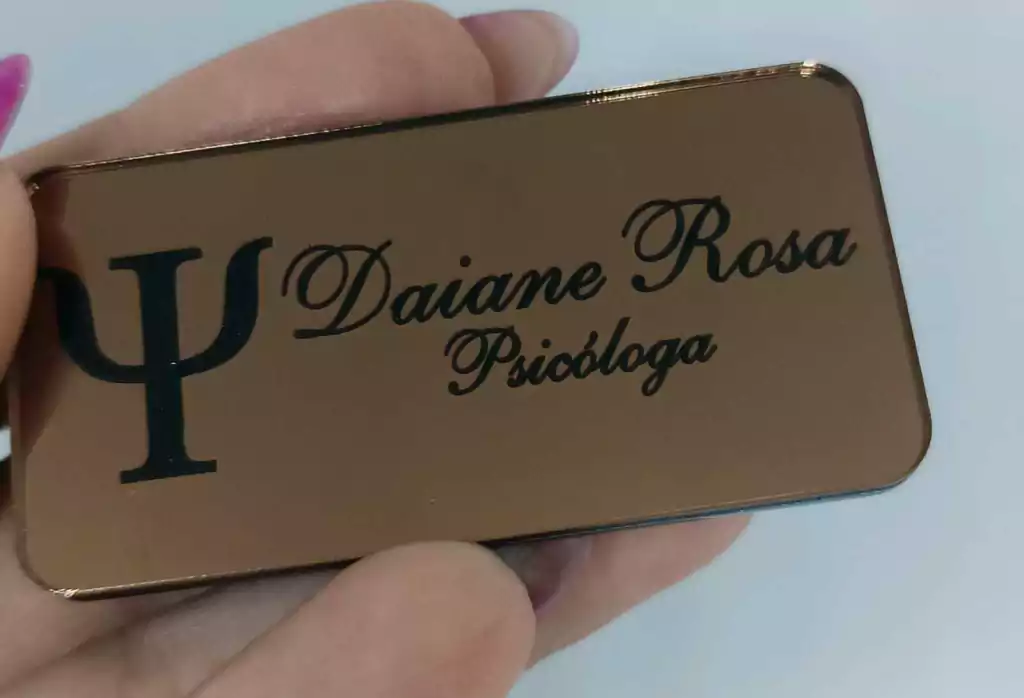 Ψ
Daiane Rosa
Psicóloga